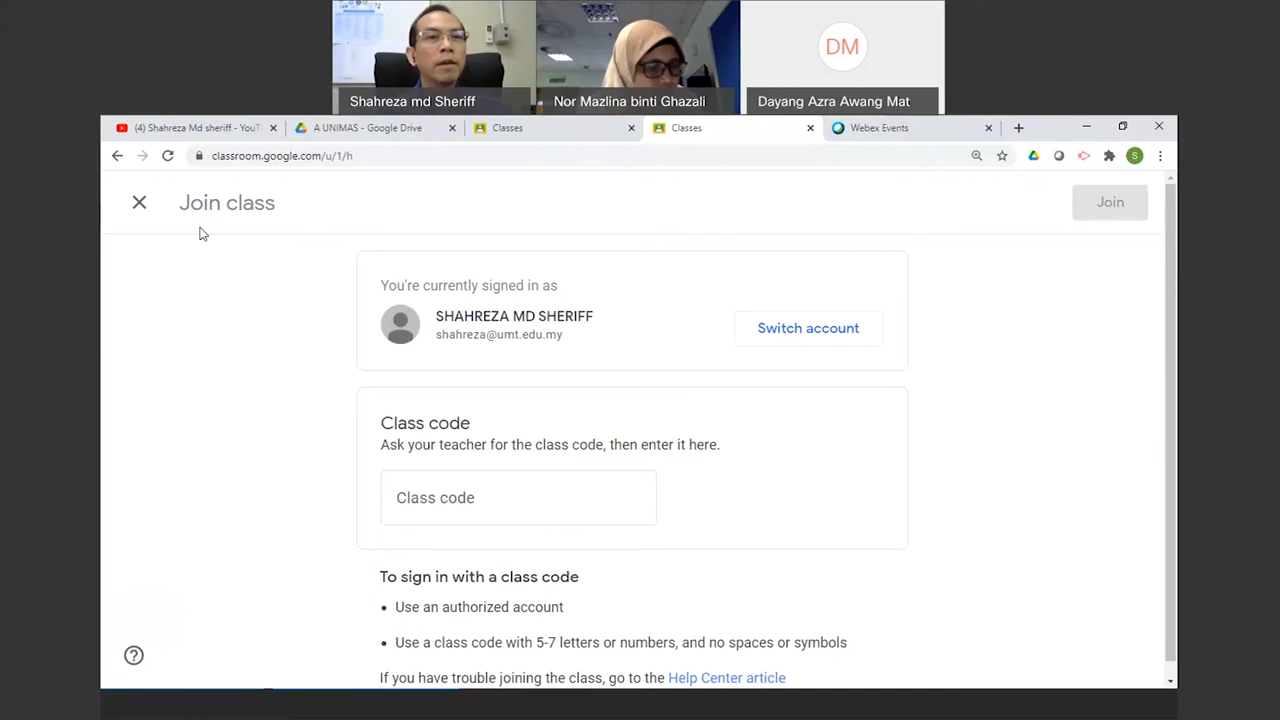 DM
Shahreza md Sheriff
Nor Mazlina binti Ghazali
Dayang Azra Awang Mat
(4) Shahreza Md sheriff - YouT
A UNIMAS - Google Drive
Classes
Classes
Webex Events
classroom.google.com/u/1/h
S
Join class
Join
You're currently signed in as
SHAHREZA MD SHERIFF
shahreza@umt.edu.my
Switch account
Class code
Ask your teacher for the class code, then enter it here.
Class code
To sign in with a class code
• Use an authorized account
• Use a class code with 5-7 letters or numbers, and no spaces or symbols
If you have trouble joining the class, go to the Help Center article